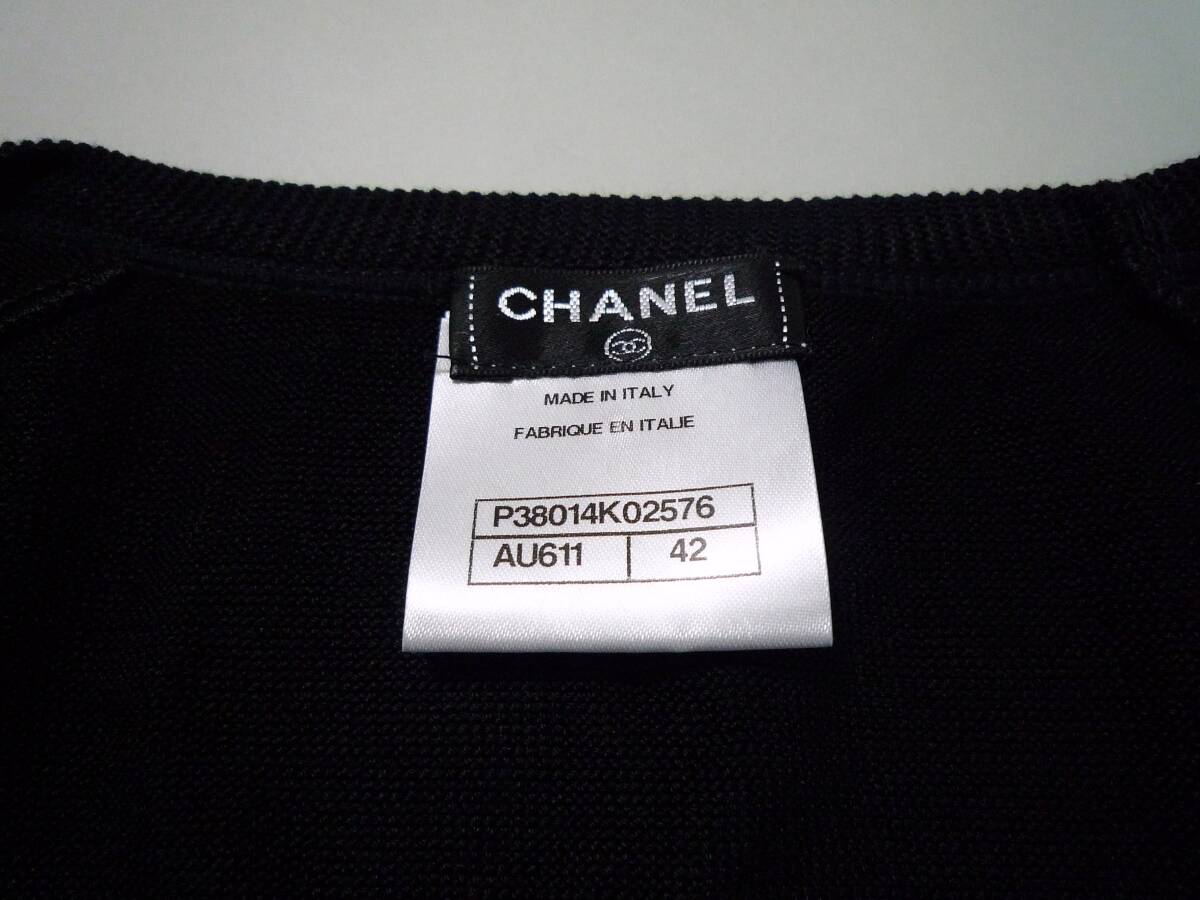 CHANEL
MADE IN ITALY
FABRIQUE EN ITALIE
P38014K02576
AU611 42